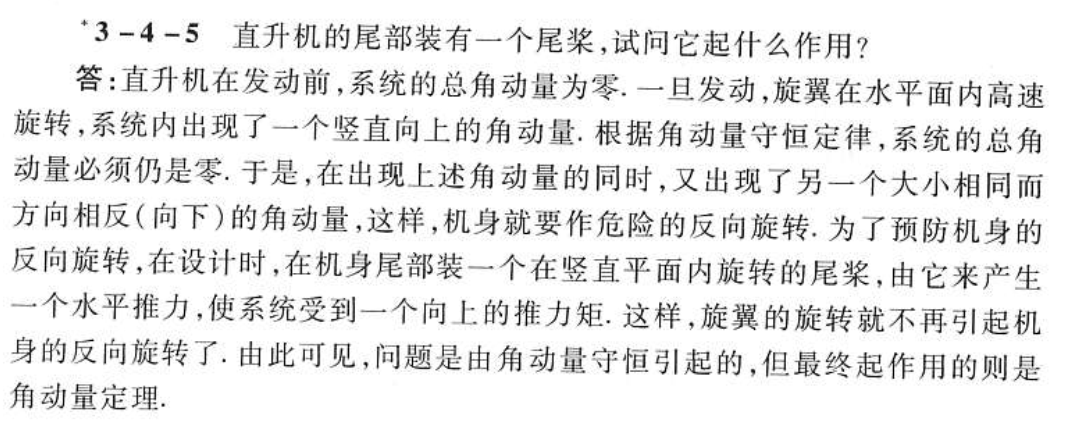 *3-4-5 直升机的尾部装有一个尾桨,试问它起什么作用?
答:直升机在发动前,系统的总角动量为零.一旦发动,旋翼在水平面内高速
旋转,系统内出现了一个竖直向上的角动量.根据角动量守恒定律,系统的总角
动量必须仍是零.于是,在出现上述角动量的同时,又出现了另一个大小相同而
方向相反(向下)的角动量,这样,机身就要作危险的反向旋转.为了预防机身的
反向旋转,在设计时,在机身尾部装一个在竖直平面内旋转的尾桨,由它来产生
一个水平推力,使系统受到一个向上的推力矩.这样,旋翼的旋转就不再引起机
身的反向旋转了.由此可见,问题是由角动量守恒引起的,但最终起作用的则是
角动量定理.